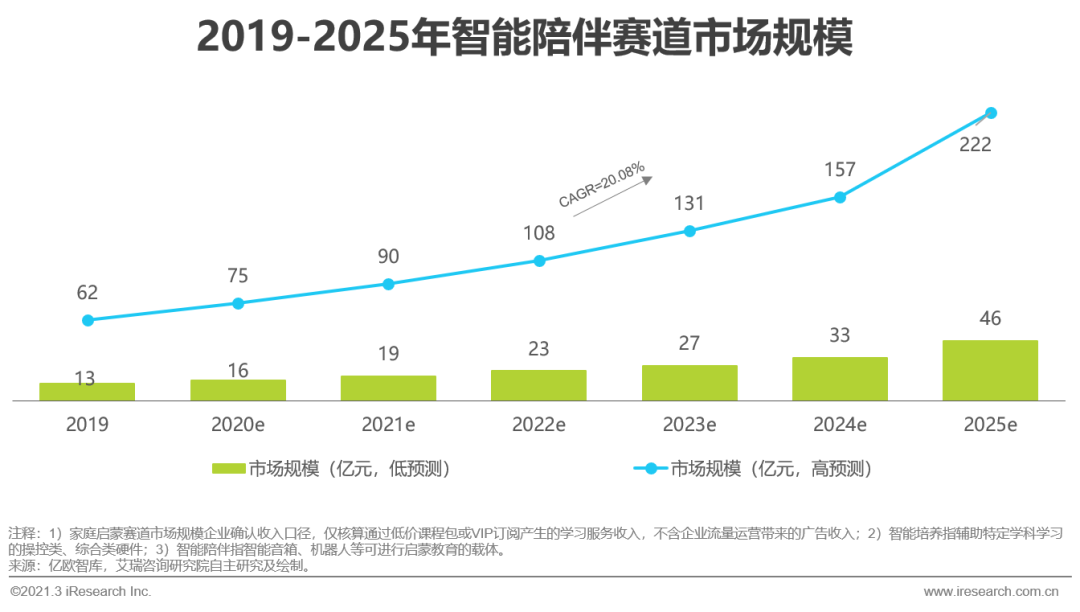 2019-2025年智能陪伴赛道市场规模
CAGR=20.08%
62 75 90 108 131 157 222
13 16 19 23 27 33 46
2019 2020e 2021e 2022e 2023e 2024e 2025e
市场规模（亿元，低预测） 市场规模（亿元，高预测）
注释：1）家庭启蒙赛道市场规模企业确认收入口径，仅核算通过低价课程包或VIP订阅产生的学习服务收入，不含企业流量运营带来的广告收入；2）智能培养指辅助特定学科学习
的操控类、综合类硬件；3）智能陪伴指智能音箱、机器人等可进行启蒙教育的载体。
来源：亿欧智库，艾瑞咨询研究院自主研究及绘制。
©2021.3 iResearch Inc. www.iresearch.com.cn